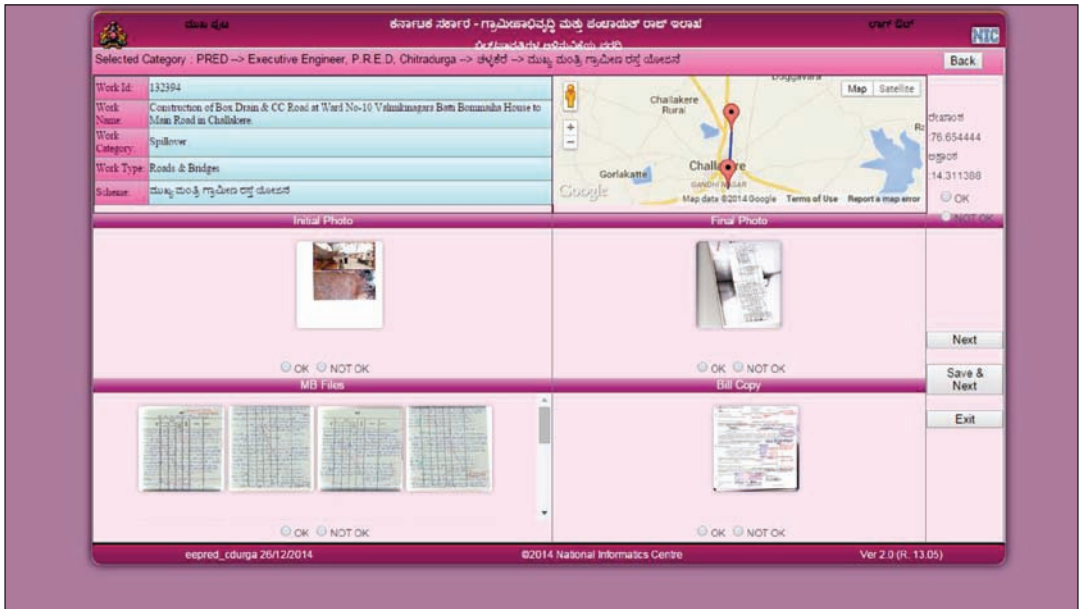 ಮುಖ ಪುಟ
ಕರ್ನಾಟಕ ಸರ್ಕಾರ - ಗ್ರಾಮೀಣಾಭಿವೃದ್ಧಿ ಮತ್ತು ಪಂಚಾಯತ್ ರಾಜ್ ಇಲಾಖೆ
ಲಾಗ್ ಔಟ್
NIC
Selected Category : PRED --> Executive Engineer, P.R.E.D, Chitradurga --> ಚಳ್ಳಕೆರೆ --> ಮುಖ್ಯ ಮಂತ್ರಿ ಗ್ರಾಮೀಣ ರಸ್ತೆ ಯೋಜನೆ
Back
Work Id: 132394
Work Name: Construction of Box Drain & CC Road at Ward No-10 Valmikinagara Batti Bommaiha House to
Main Road in Challakere.
Work Category: Spillover
Work Type: Roads & Bridges
Scheme: ಮುಖ್ಯ ಮಂತ್ರಿ ಗ್ರಾಮೀಣ ರಸ್ತೆ ಯೋಜನೆ
Map Satellite
Challakere
Rural
Gorlakatte
GANDHI NAGAR
Google
Map data ©2014 Google Terms of Use Report a map error
ರೇಖಾಂಶ
:76.654444
ಅಕ್ಷಾಂಶ
:14.311388
OK
NOT OK
Initial Photo
Final Photo
OK NOT OK
OK NOT OK
Next
Save &
Next
Exit
MB Files
Bill Copy
OK NOT OK
OK NOT OK
eepred_cdurga 26/12/2014
©2014 National Informatics Centre
Ver 2.0 (R. 13.05)